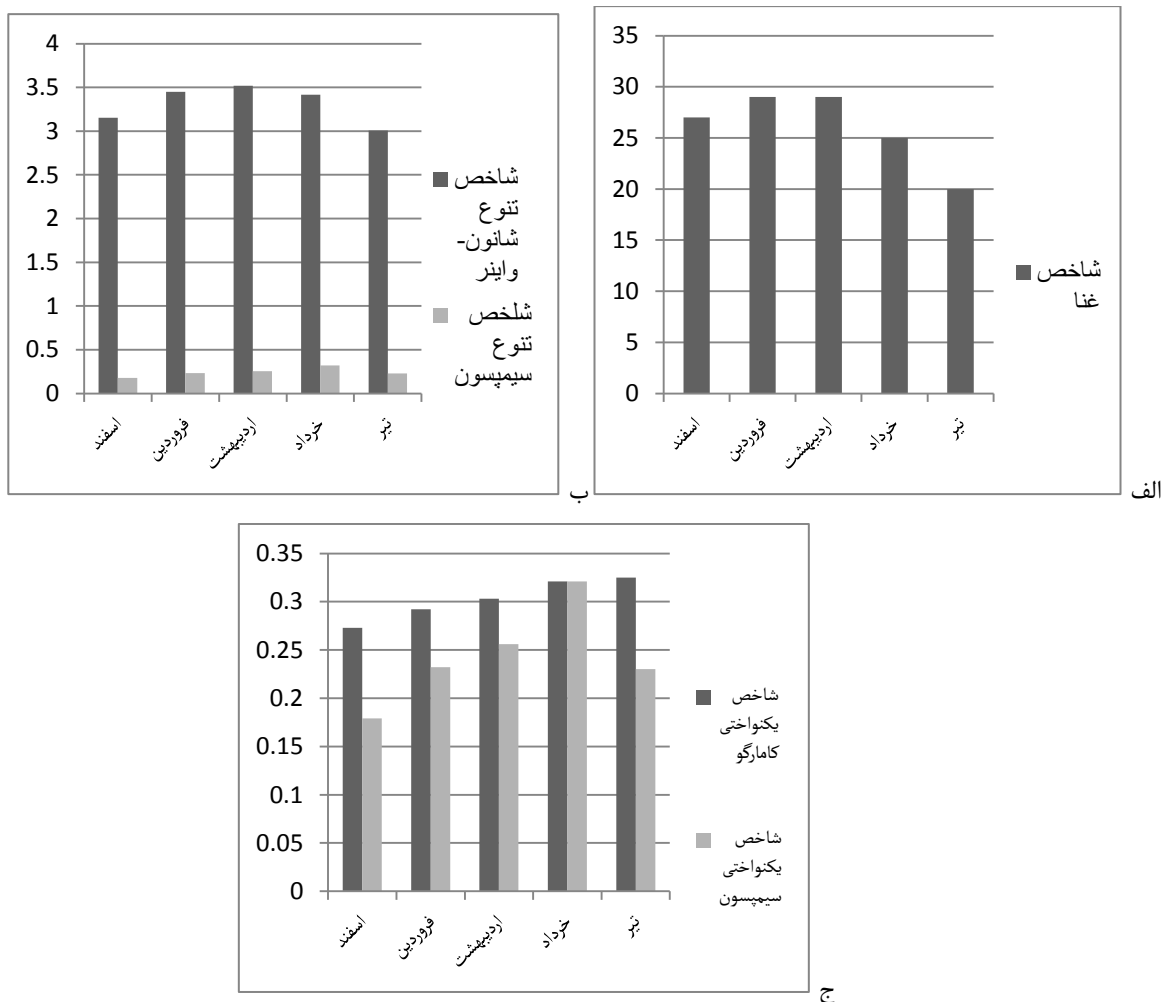 35
30
25
20
15
10
5
0
اسفند
فروردین
اردیبهشت
خرداد
تیر
شاخص
غنا
الف
4
3.5
3
2.5
2
1.5
1
0.5
0
اسفند
فروردین
اردیبهشت
خرداد
تیر
شاخص
تنوع
شانون-
واینر
شلخص
تنوع
سیمپسون
ب
0.35
0.3
0.25
0.2
0.15
0.1
0.05
0
اسفند
فروردین
اردیبهشت
خرداد
تیر
شاخص
یکنواختی
کامارگو
شاخص
یکنواختی
سیمپسون
ج